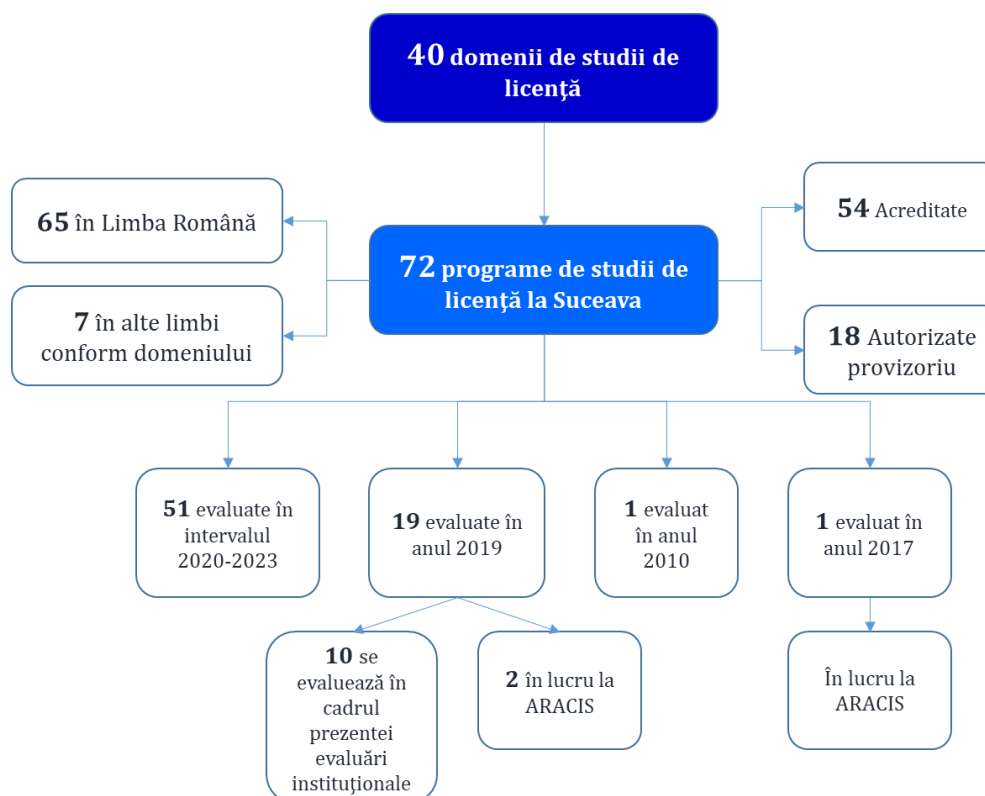 40 domenii de studii de
licenţă
65 în Limba Română
54 Acreditate
72 programe de studii de
licenţă la Suceava
7 în alte limbi
conform domeniului
18 Autorizate
provizoriu
51 evaluate în
intervalul
2020-2023
19 evaluate în
anul 2019
1 evaluat
în anul
2010
1 evaluat în
anul 2017
10 se
evaluează în
cadrul
prezentei
evaluări
instituţionale
2 în lucru la
ARACIS
În lucru la
ARACIS